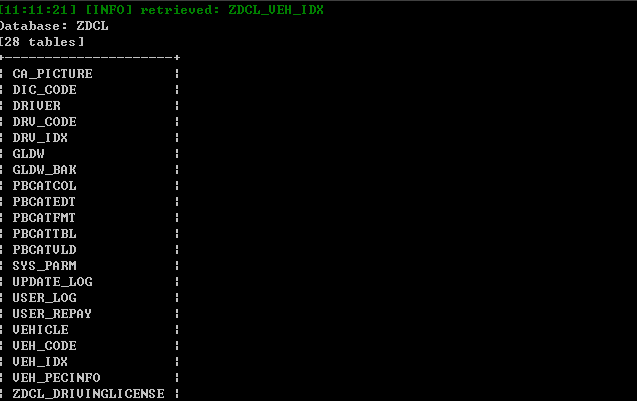 [11:11:21] [INFO] retrieved: ZDCL_VEH_IDX
Database: ZDCL
[28 tables]
+---------------------+
¦ CA_PICTURE ¦
¦ DIC_CODE ¦
¦ DRIVER ¦
¦ DRV_CODE ¦
¦ DRV_IDX ¦
¦ GLDW ¦
¦ GLDW_BAK ¦
¦ PBCATCOL ¦
¦ PBCATEDT ¦
¦ PBCATFMT ¦
¦ PBCATTBL ¦
¦ PBCATVLD ¦
¦ SYS_PARM ¦
¦ UPDATE_LOG ¦
¦ USER_LOG ¦
¦ USER_REPAY ¦
¦ VEHICLE ¦
¦ VEH_CODE ¦
¦ VEH_IDX ¦
¦ VEH_PECINFO ¦
¦ ZDCL_DRIVINGLICENSE ¦